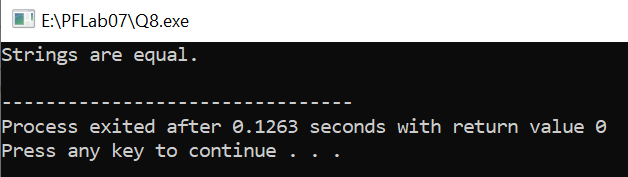 E:\PFLab07\Q8.exe
Strings are equal.
--------------------------------
Process exited after 0.1263 seconds with return value 0
Press any key to continue . . .